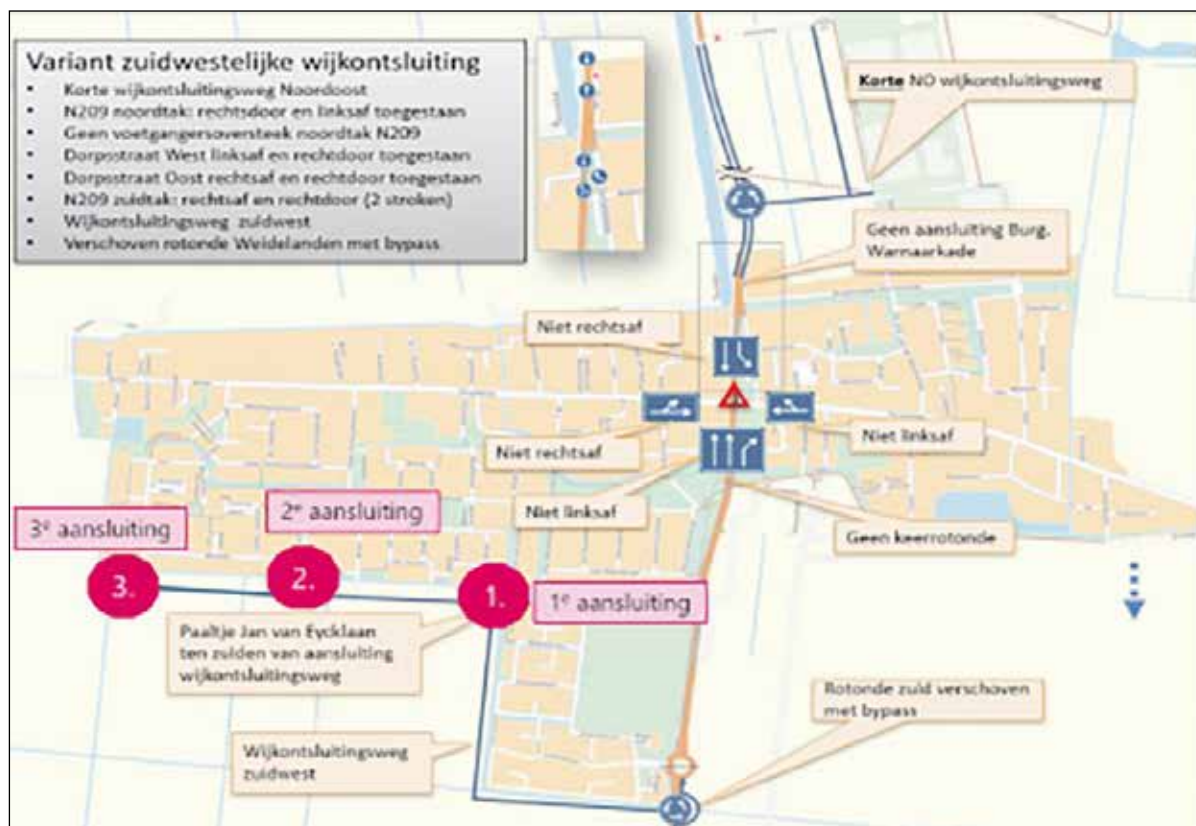 Variant zuidwestelijke wijkontsluiting
• Korte wijkontsluitingsweg Noordoost
• N209 noordtak: rechtsdoor en linksaf toegestaan
• Geen voetgangersoversteek noordtak N209
• Dorpsstraat West linksaf en rechtdoor toegestaan
• Dorpsstraat Oost rechtsaf en rechtdoor toegestaan
• N209 zuidtak: rechtsaf en rechtdoor (2 stroken)
• Wijkontsluitingsweg zuidwest
• Verschoven rotonde Weidelanden met bypass
Korte NO wijkontsluitingsweg
Geen aansluiting Burg.
Warnaarkade
Niet rechtsaf
Niet rechtsaf
Niet linksaf
Niet linksaf
Geen keerrotonde
3e aansluiting
2e aansluiting
3.
2.
1.
1e aansluiting
Paaltje Jan van Eycklaan
ten zuiden van aansluiting
wijkontsluitingsweg
Rotonde zuid verschoven
met bypass
Wijkontsluitingsweg
zuidwest